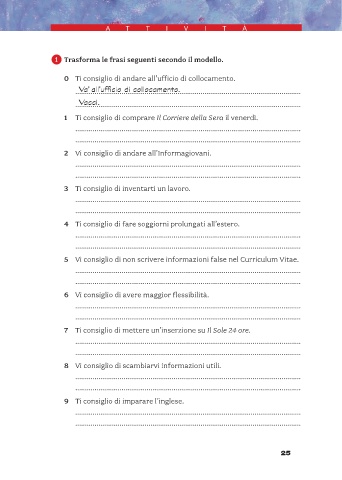 ATTIVITÀ
1 Trasforma le frasi seguenti secondo il modello.
0 Ti consiglio di andare all'ufficio di collocamento.
Va' all'ufficio di collocamento.
Vacci.
1 Ti consiglio di comprare Il Corriere della Sera il venerdì.
2 Vi consiglio di andare all'Informagiovani.
3 Ti consiglio di inventarti un lavoro.
4 Ti consiglio di fare soggiorni prolungati all'estero.
5 Vi consiglio di non scrivere informazioni false nel Curriculum Vitae.
6 Vi consiglio di avere maggior flessibilità.
7 Ti consiglio di mettere un'inserzione su Il Sole 24 ore.
8 Vi consiglio di scambiarvi informazioni utili.
9 Ti consiglio di imparare l'inglese.
25